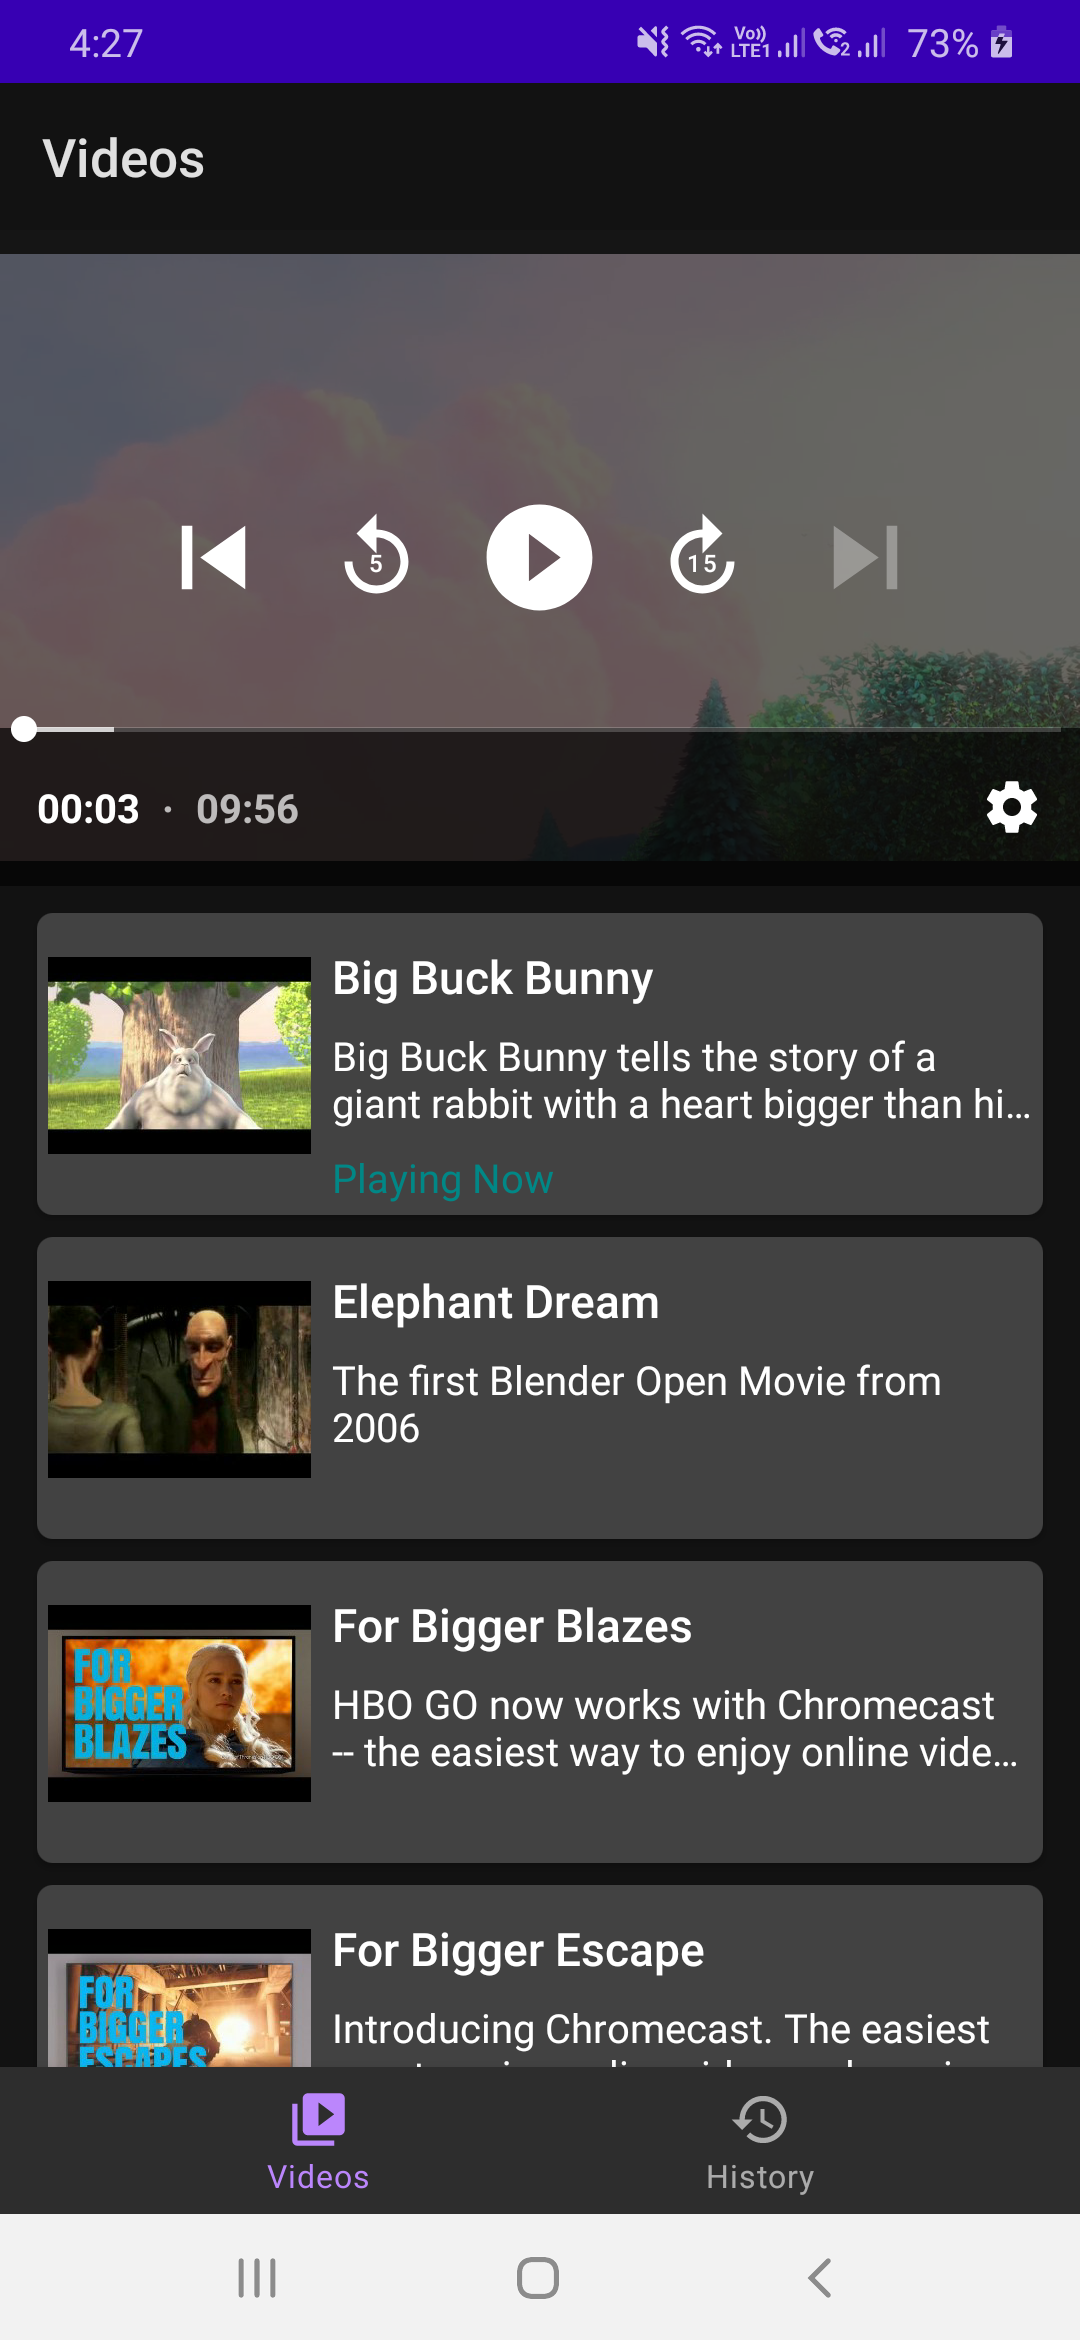 4:27
Vo)) LTE1
2
73%
Videos
5
15
00:03 · 09:56
Big Buck Bunny
Big Buck Bunny tells the story of a
giant rabbit with a heart bigger than hi...
Playing Now
Elephant Dream
The first Blender Open Movie from
2006
FOR
BIGGER
BLAZES
For Bigger Blazes
HBO GO now works with Chromecast
-- the easiest way to enjoy online vide...
FOR
BIGGER
ESCAPES
For Bigger Escape
Introducing Chromecast. The easiest
Videos
History